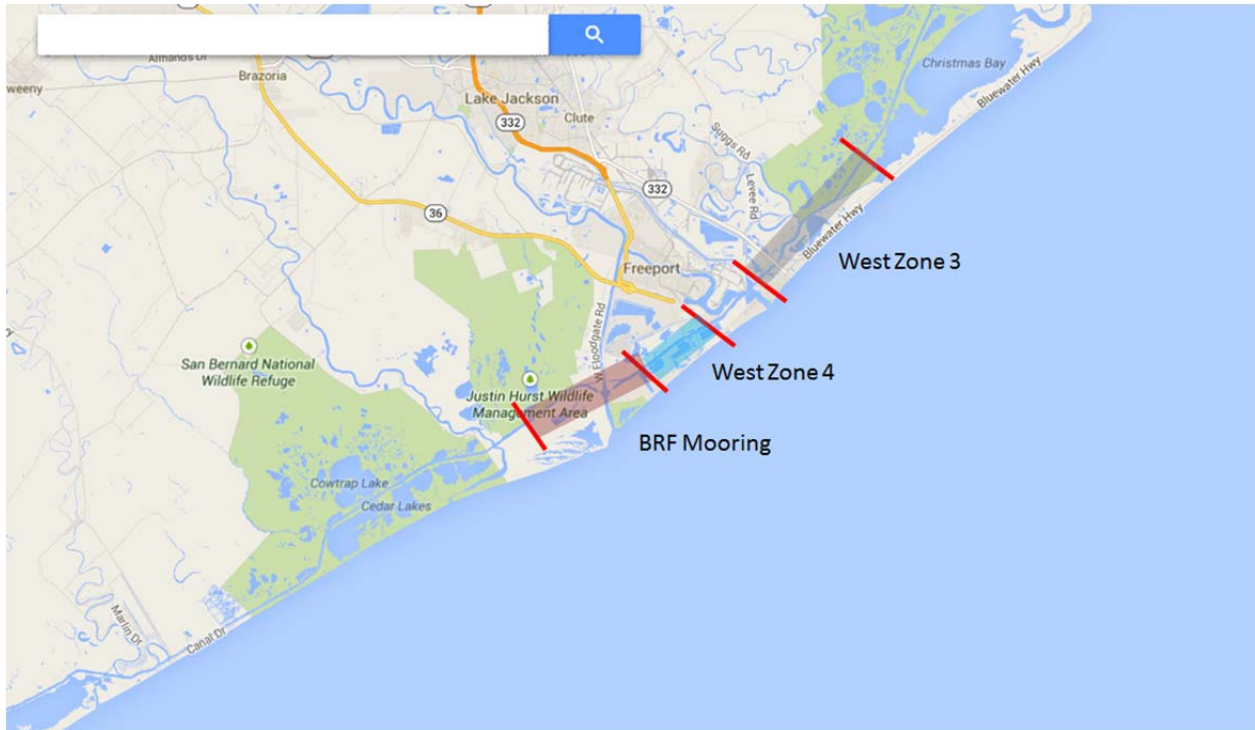 Christmas Bay
Bluewater Hwy
Brazoria
Lake Jackson
Clute
332
Suggs Rd
332
Levee Rd
36
Bluewater Hwy
West Zone 3
Freeport
W Floodgate Rd
San Bernard National
Wildlife Refuge
West Zone 4
Justin Hurst Wildlife
Management Area
BRF Mooring
Cowtrap Lake
Cedar Lakes
Marlin Dr
Canal Dr